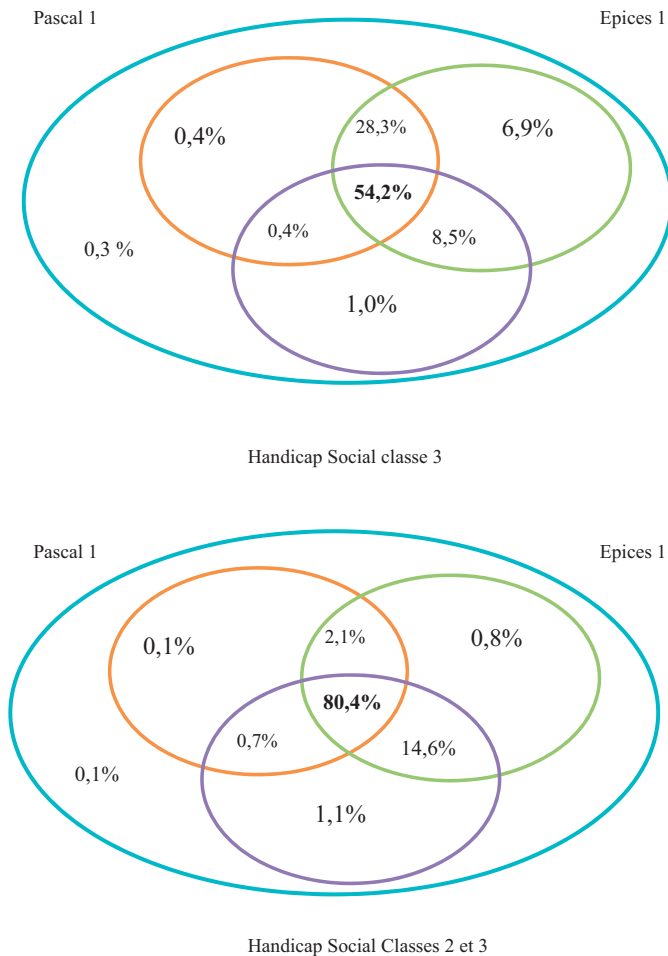 Pascal 1
Epices 1
0,4%
28,3%
6,9%
54,2%
0,4%
8,5%
0,3 %
1,0%
Handicap Social classe 3
Pascal 1
Epices 1
0,1%
2,1%
0,8%
80,4%
0,7%
14,6%
0,1%
1,1%
Handicap Social Classes 2 et 3